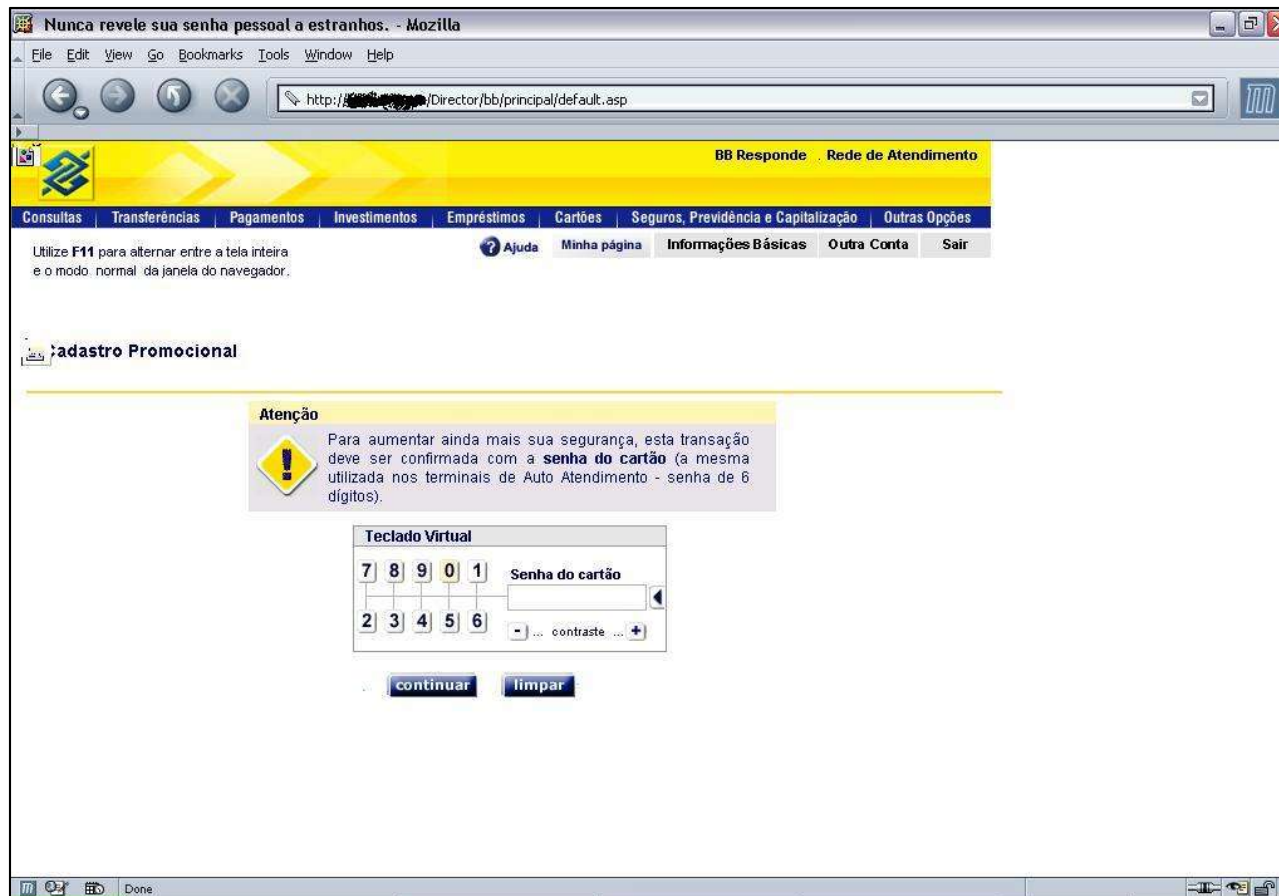 Nunca revele sua senha pessoal a estranhos. - Mozilla
File Edit View Go Bookmarks Tools Window Help
http:// /Director/bb/principal/default.asp
BB Responde . Rede de Atendimento
Consultas Transferências Pagamentos Investimentos Empréstimos Cartões Seguros, Previdência e Capitalização Outras Opções
Utilize F11 para alternar entre a tela inteira
e o modo normal da janela do navegador.
? Ajuda Minha página Informações Básicas Outra Conta Sair
adastro Promocional
Atenção
Para aumentar ainda mais sua segurança, esta transação
deve ser confirmada com a senha do cartão (a mesma
utilizada nos terminais de Auto Atendimento - senha de 6
dígitos).
Teclado Virtual
7 8 9 0 1
Senha do cartão
2 3 4 5 6
- ... contraste ... +
continuar limpar
Done